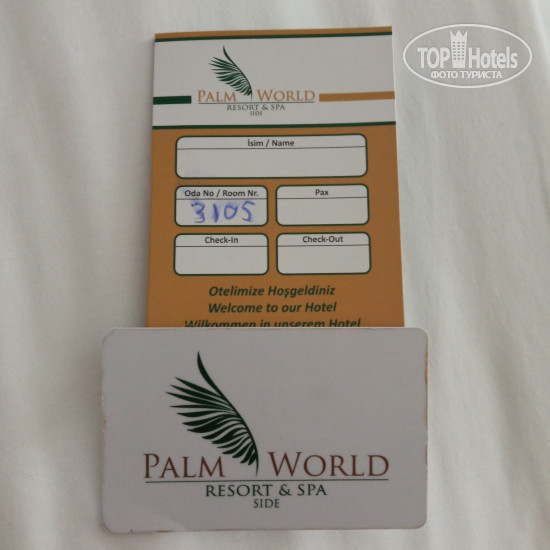 TOP Hotels
ФОТО ТУРИСТА
PALM WORLD
RESORT & SPA
SIDE
İsim / Name
Oda No / Room Nr.
Pax
3105
Check-In
Check-Out
Otelimize Hoşgeldiniz
Welcome to our Hotel
Wilkommen in unserem Hotel
PALM WORLD
RESORT & SPA
SIDE